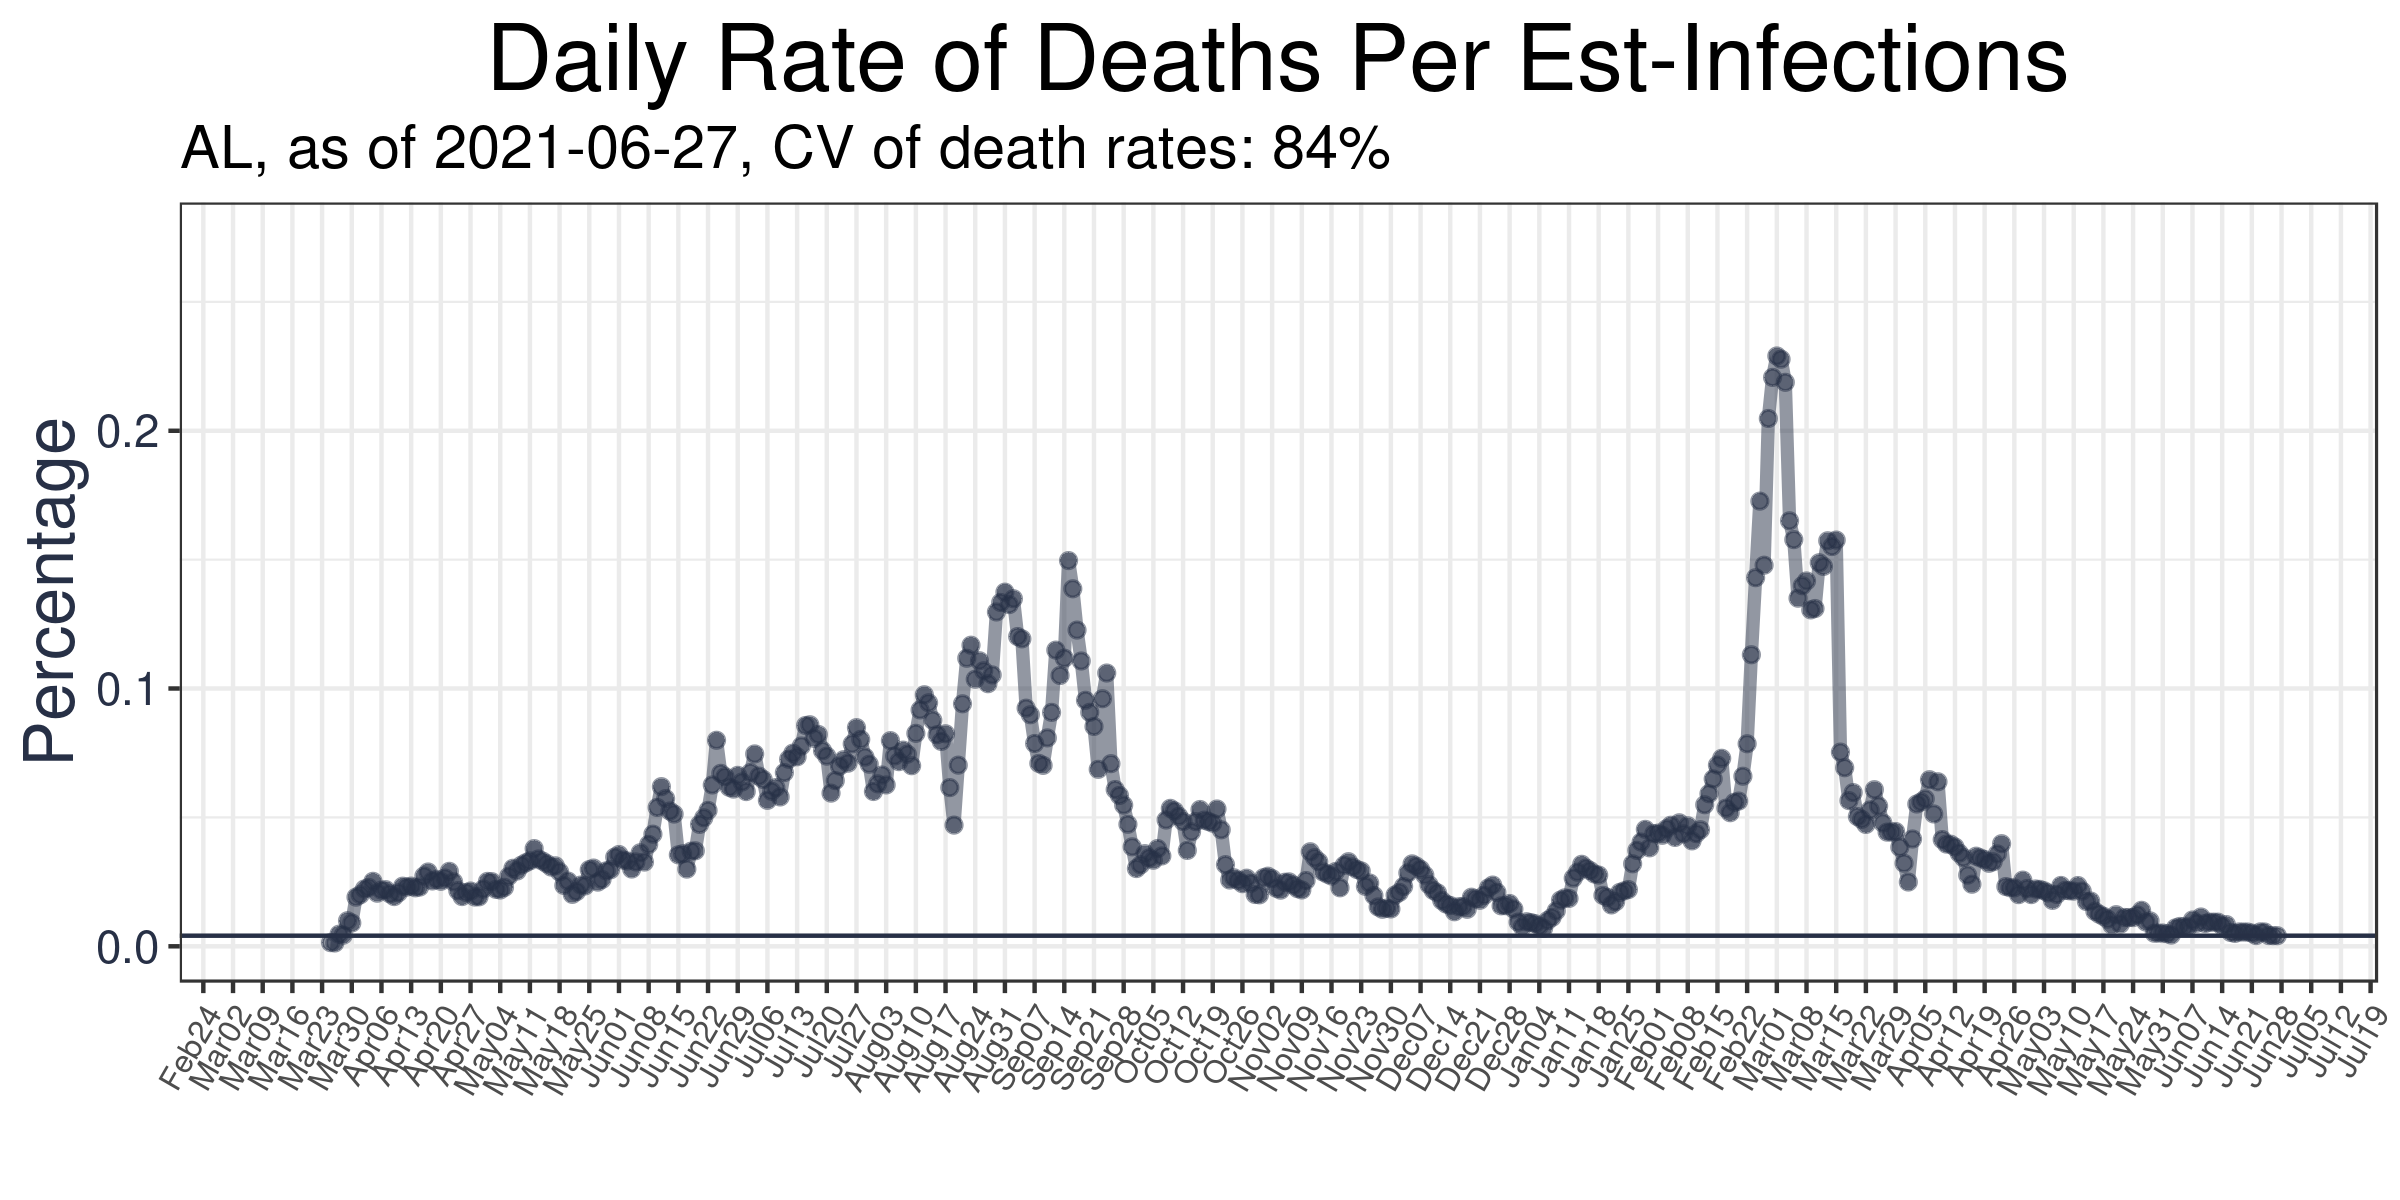 Daily Rate of Deaths Per Est-Infections
AL, as of 2021-06-27, CV of death rates: 84%
Percentage
0.2
0.1
0.0
Feb24
Mar02
Mar09
Mar16
Mar23
Mar30
Apr06
Apr13
Apr20
Apr27
May04
May11
May18
May25
Jun01
Jun08
Jun15
Jun22
Jun29
Jul06
Jul13
Jul20
Jul27
Aug03
Aug10
Aug17
Aug24
Aug31
Sep07
Sep14
Sep21
Sep28
Oct05
Oct12
Oct19
Oct26
Nov02
Nov09
Nov16
Nov23
Nov30
Dec07
Dec14
Dec21
Dec28
Jan04
Jan11
Jan18
Jan25
Feb01
Feb08
Feb15
Feb22
Mar01
Mar08
Mar15
Mar22
Mar29
Apr05
Apr12
Apr19
Apr26
May03
May10
May17
May24
May31
Jun07
Jun14
Jun21
Jun28
Jul05
Jul12
Jul19